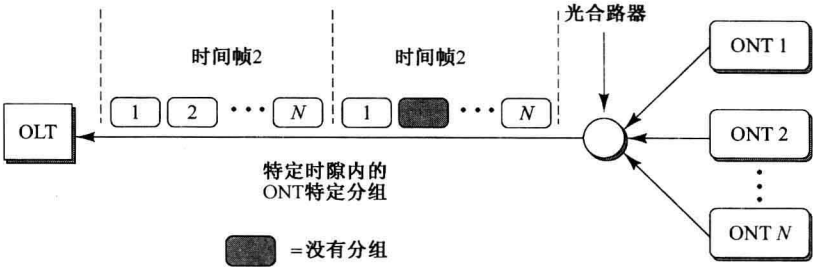 光合路器
时间帧2
时间帧2
ONT 1
1
2
···
N
1
···
N
OLT
ONT 2
特定时隙内的
ONT特定分组
ONT N
=没有分组